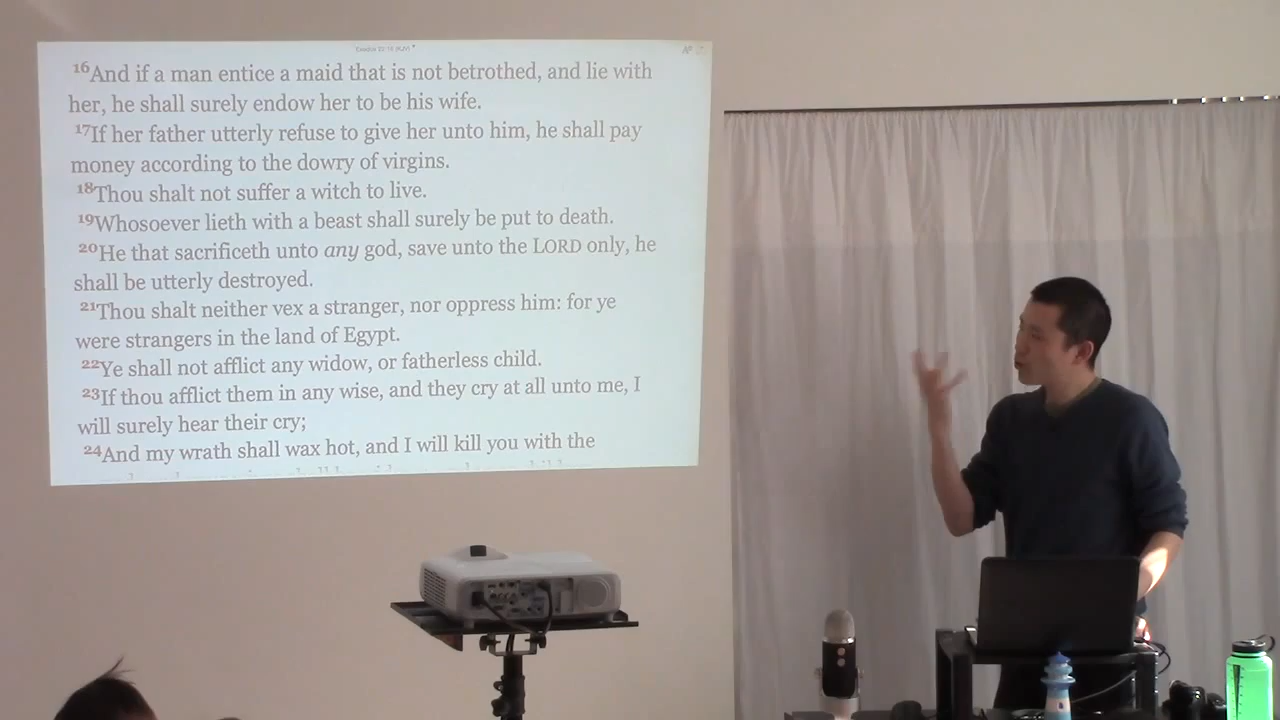 Exodus 22:16 (KJV)
16And if a man entice a maid that is not betrothed, and lie with
her, he shall surely endow her to be his wife.
17If her father utterly refuse to give her unto him, he shall pay
money according to the dowry of virgins.
18Thou shalt not suffer a witch to live.
19Whosoever lieth with a beast shall surely be put to death.
20He that sacrificeth unto any god, save unto the LORD only, he
shall be utterly destroyed.
21Thou shalt neither vex a stranger, nor oppress him: for ye
were strangers in the land of Egypt.
22Ye shall not afflict any widow, or fatherless child.
23If thou afflict them in any wise, and they cry at all unto me, I
will surely hear their cry;
24And my wrath shall wax hot, and I will kill you with the